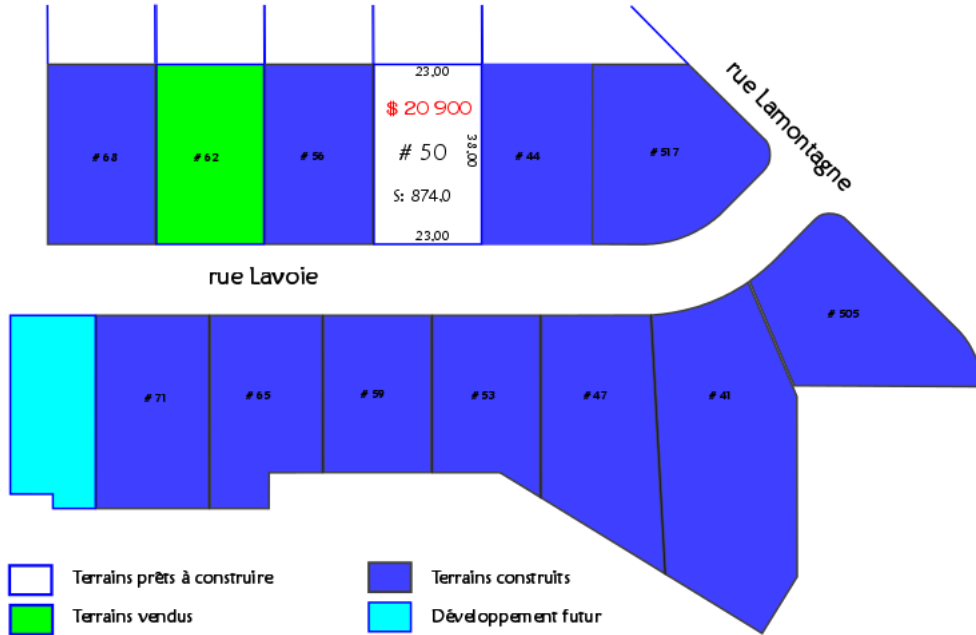 23,00
$ 20 900
# 50
38,00
S: 874.0
23,00
# 68
# 62
# 56
# 44
# 517
rue Lamontagne
rue Lavoie
# 505
# 71
# 65
# 59
# 53
# 47
# 41
Terrains prêts à construire
Terrains construits
Terrains vendus
Développement futur